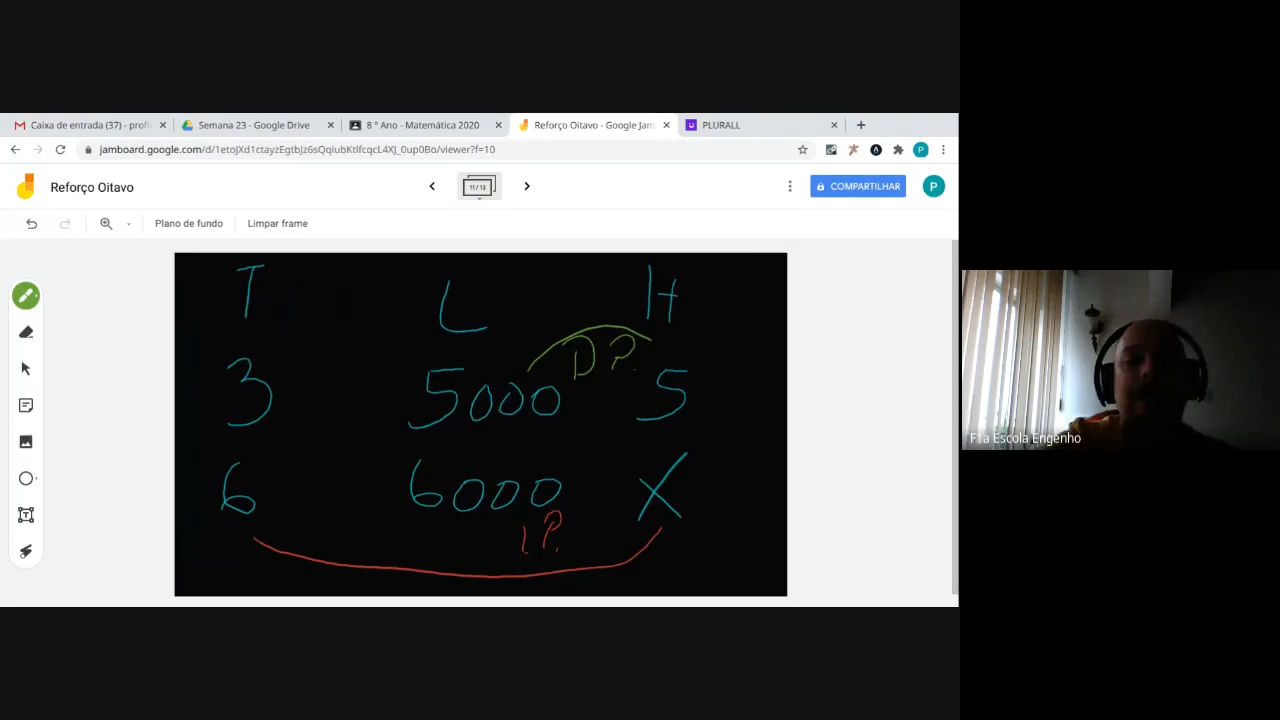 Caixa de entrada (37) - profi
Semana 23 - Google Drive
8 º Ano - Matemática 2020
Reforço Oitavo - Google Jam
PLURALL
jamboard.google.com/d/1etoJXd1ctayzEgtbJz6sQqiubKtlfcqcL4XJ_0up0Bo/viewer?f=10
P
Reforço Oitavo
11 / 13
COMPARTILHAR
P
Plano de fundo
Limpar frame
T L H
D P.
3 5000 5
6 6000 X
I.P.
F1a Escola Engenho